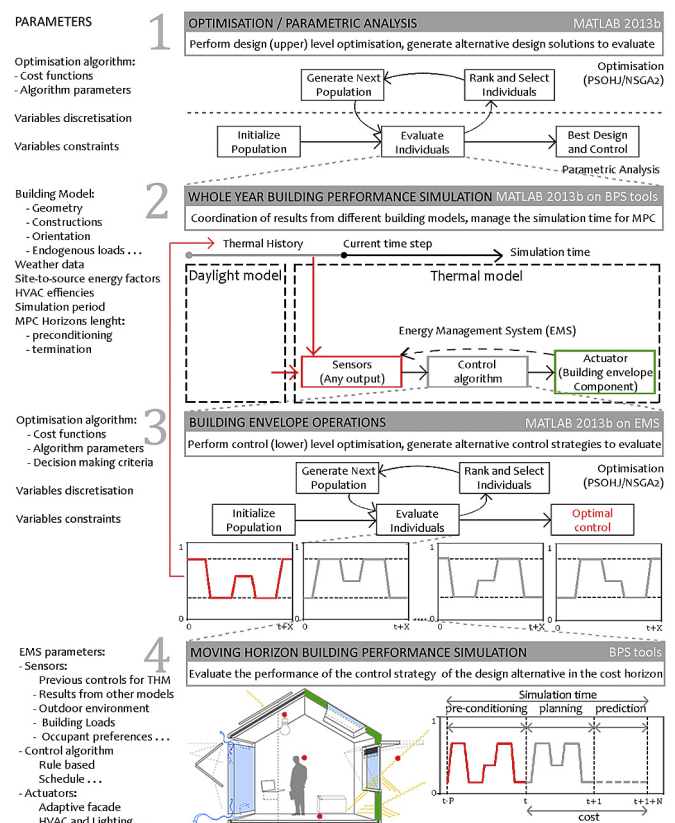 PARAMETERS
1
OPTIMISATION / PARAMETRIC ANALYSIS MATLAB 2013b
Perform design (upper) level optimisation, generate alternative design solutions to evaluate
Optimisation algorithm:
- Cost functions
- Algorithm parameters
Variables discretisation
Variables constraints
Generate Next
Population
Rank and Select
Individuals
Optimisation
(PSOHJ/NSGA2)
Initialize
Population
Evaluate
Individuals
Best Design
and Control
Parametric Analysis
2
WHOLE YEAR BUILDING PERFORMANCE SIMULATION MATLAB 2013b on BPS tools
Coordination of results from different building models, manage the simulation time for MPC
Building Model:
- Geometry
- Constructions
- Orientation
- Endogenous loads . . .
Weather data
Site-to-source energy factors
HVAC effiencies
Simulation period
MPC Horizons lenght:
- preconditioning
- termination
Thermal History
Current time step
Simulation time
Daylight model
Thermal model
Energy Management System (EMS)
Sensors
(Any output)
Control
algorithm
Actuator
(Building envelope
Component)
3
BUILDING ENVELOPE OPERATIONS MATLAB 2013b on EMS
Perform control (lower) level optimisation, generate alternative control strategies to evaluate
Optimisation algorithm:
- Cost functions
- Algorithm parameters
- Decision making criteria
Variables discretisation
Variables constraints
Generate Next
Population
Rank and Select
Individuals
Optimisation
(PSOHJ/NSGA2)
Initialize
Population
Evaluate
Individuals
Optimal
control
1
0
0 t+X
1
0 t+X
1
0 t+X
1
0 t+X
4
MOVING HORIZON BUILDING PERFORMANCE SIMULATION BPS tools
Evaluate the performance of the control strategy of the design alternative in the cost horizon
EMS parameters:
- Sensors:
Previous controls for THM
- Results from other models
- Outdoor environment
- Building Loads
- Occupant preferences . . .
- Control algorithm
Rule based
Schedule . . .
- Actuators:
Adaptive facade
HVAC and Lighting
Simulation time
pre-conditioning planning prediction
1
0
t-P t t+1 t+1+N
cost